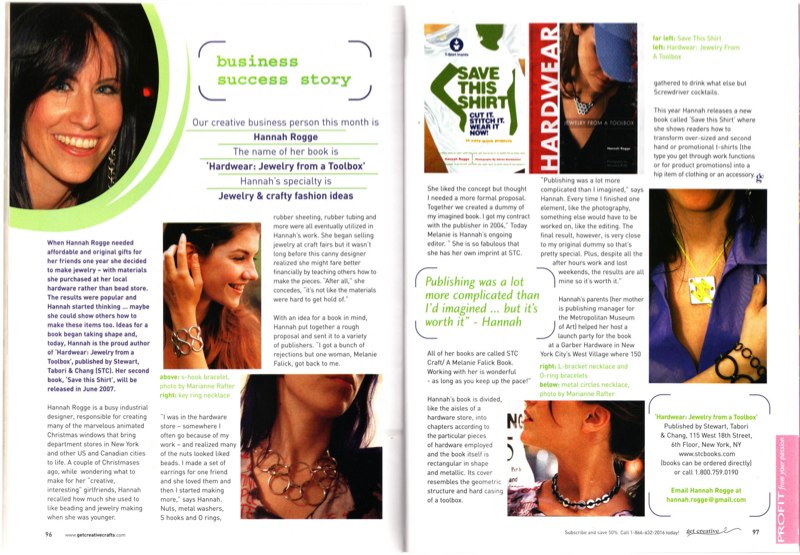 business
success story
Our creative business person this month is
Hannah Rogge
The name of her book is
'Hardwear: Jewelry from a Toolbox'
Hannah's specialty is
Jewelry & crafty fashion ideas
When Hannah Rogge needed
affordable and original gifts for
her friends one year she decided
to make jewelry – with materials
she purchased at her local
hardware rather than bead store.
The results were popular and
Hannah started thinking ... maybe
she could show others how to
make these items too. Ideas for a
book began taking shape and,
today, Hannah is the proud author
of 'Hardwear: Jewelry from a
Toolbox', published by Stewart,
Tabori & Chang (STC). Her second
book, 'Save this Shirt', will be
released in June 2007.
Hannah Rogge is a busy industrial
designer, responsible for creating
many of the marvelous animated
Christmas windows that bring
department stores in New York
and other US and Canadian cities
to life. A couple of Christmases
ago, while wondering what to
make for her "creative,
interesting" girlfriends, Hannah
recalled how much she used to
like beading and jewelry making
when she was younger.
above: s-hook bracelet,
photo by Marianne Rafter
right: key ring necklace
"I was in the hardware
store – somewhere I
often go because of my
work – and realized many
of the nuts looked liked
beads. I made a set of
earrings for one friend
and she loved them and
then I started making
more," says Hannah.
Nuts, metal washers,
S hooks and O rings,
rubber sheeting, rubber tubing and
more were all eventually utilized in
Hannah's work. She began selling
jewelry at craft fairs but it wasn't
long before this canny designer
realized she might fare better
financially by teaching others how to
make the pieces. "After all," she
concedes, "it's not like the materials
were hard to get hold of."
With an idea for a book in mind,
Hannah put together a rough
proposal and sent it to a variety
of publishers. "I got a bunch of
rejections but one woman, Melanie
Falick, got back to me.
96 www.getcreativecrafts.com
SAVE
THIS
SHIRT
CUT IT.
STITCH IT.
WEAR IT
NOW!
Hannah Rogge
HARDWEAR
JEWELRY FROM A TOOLBOX
Hannah Rogge
far left: Save This Shirt
left: Hardwear: Jewelry From
A Toolbox
She liked the concept but thought
I needed a more formal proposal.
Together we created a dummy of
my imagined book. I got my contract
with the publisher in 2004," Today
Melanie is Hannah's ongoing
editor. " She is so fabulous that
she has her own imprint at STC.
Publishing was a lot
more complicated than
I'd imagined ... but it's
worth it" - Hannah
All of her books are called STC
Craft/ A Melanie Falick Book.
Working with her is wonderful
- as long as you keep up the pace!"
Hannah's book is divided,
like the aisles of a
hardware store, into
chapters according to
the particular pieces
of hardware employed
and the book itself is
rectangular in shape
and metallic. Its cover
resembles the geometric
structure and hard casing
of a toolbox.
"Publishing was a lot more
complicated than I imagined," says
Hannah. Every time I finished one
element, like the photography,
something else would have to be
worked on, like the editing. The
final result, however, is very close
to my original dummy so that's
pretty special. Plus, despite all the
after hours work and lost
weekends, the results are all
mine so it's worth it."
Hannah's parents (her mother
is publishing manager for
the Metropolitan Museum
of Art) helped her host a
launch party for the book
at a Garber Hardware in New
York City's West Village where 150
right: L-bracket necklace and
O-ring bracelets
below: metal circles necklace,
photo by Marianne Rafter
gathered to drink what else but
Screwdriver cocktails.
This year Hannah releases a new
book called 'Save this Shirt' where
she shows readers how to
transform over-sized and second
hand or promotional t-shirts (the
type you get through work functions
or for product promotions) into a
hip item of clothing or an accessory. gc
'Hardwear: Jewelry from a Toolbox'
Published by Stewart, Tabori
& Chang, 115 West 18th Street,
6th Floor, New York, NY
www.stcbooks.com
(books can be ordered directly)
or call 1.800.759.0190
Email Hannah Rogge at
hannah.rogge@gmail.com
PROFIT from your passion
Subscribe and save 50%. Call 1-866-632-2016 today! get creative 97